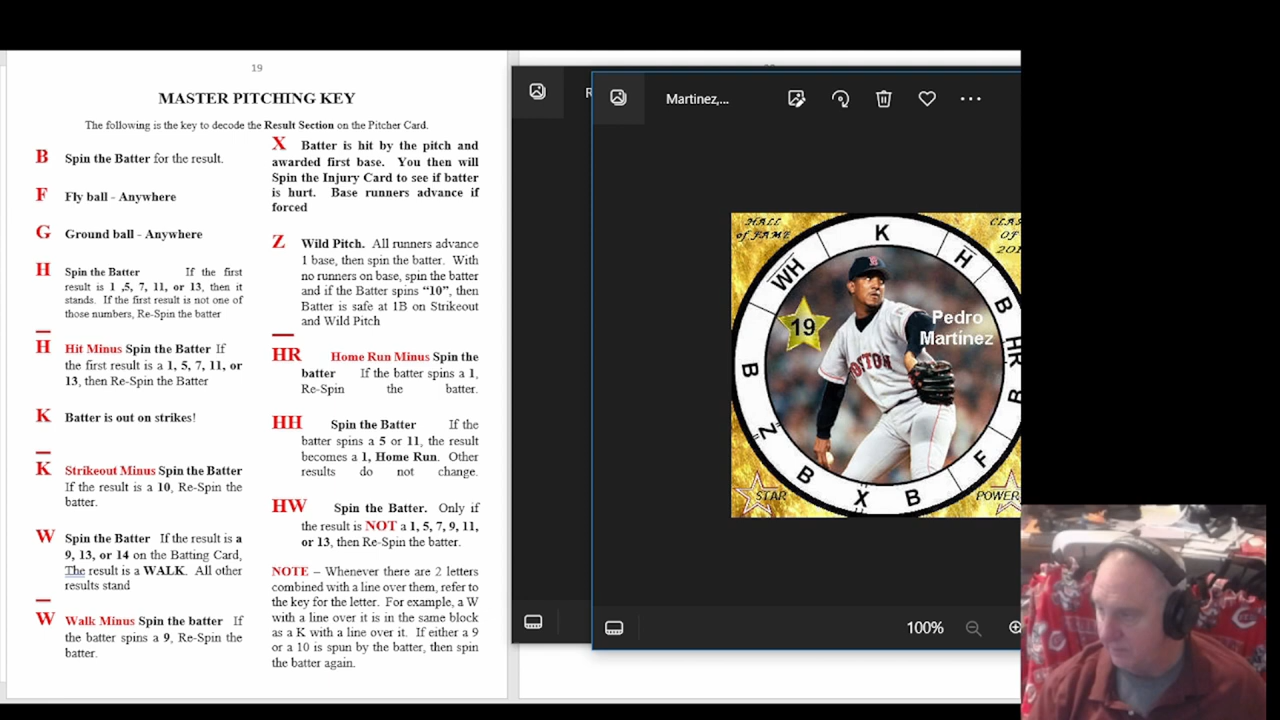 19
MASTER PITCHING KEY
The following is the key to decode the Result Section on the Pitcher Card.
B Spin the Batter for the result.
F Fly ball - Anywhere
G Ground ball - Anywhere
H Spin the Batter If the first
result is 1 ,5, 7, 11, or 13, then it
stands. If the first result is not one of
those numbers, Re-Spin the batter
H Hit Minus Spin the Batter If
the first result is a 1, 5, 7, 11, or
13, then Re-Spin the Batter
K Batter is out on strikes!
K Strikeout Minus Spin the Batter
If the result is a 10, Re-Spin the
batter.
W Spin the Batter If the result is a
9, 13, or 14 on the Batting Card,
The result is a WALK. All other
results stand
W Walk Minus Spin the batter If
the batter spins a 9, Re-Spin the
batter.
X Batter is hit by the pitch and
awarded first base. You then will
Spin the Injury Card to see if batter
is hurt. Base runners advance if
forced
Z Wild Pitch. All runners advance
1 base, then spin the batter. With
no runners on base, spin the batter
and if the Batter spins “10”, then
Batter is safe at 1B on Strikeout
and Wild Pitch
HR Home Run Minus Spin the
batter If the batter spins a 1,
Re-Spin the batter.
HH Spin the Batter If the
batter spins a 5 or 11, the result
becomes a 1, Home Run. Other
results do not change.
HW Spin the Batter. Only if
the result is NOT a 1, 5, 7, 9, 11,
or 13, then Re-Spin the batter.
NOTE – Whenever there are 2 letters
combined with a line over them, refer to
the key for the letter. For example, a W
with a line over it is in the same block
as a K with a line over it. If either a 9
or a 10 is spun by the batter, then spin
the batter again.
Martinez,...
HALL
of FAME
K
H
B
HR
B
F
B
X
B
Z
B
WH
19
Pedro
Martínez
BOSTON
STAR
POWER
100%